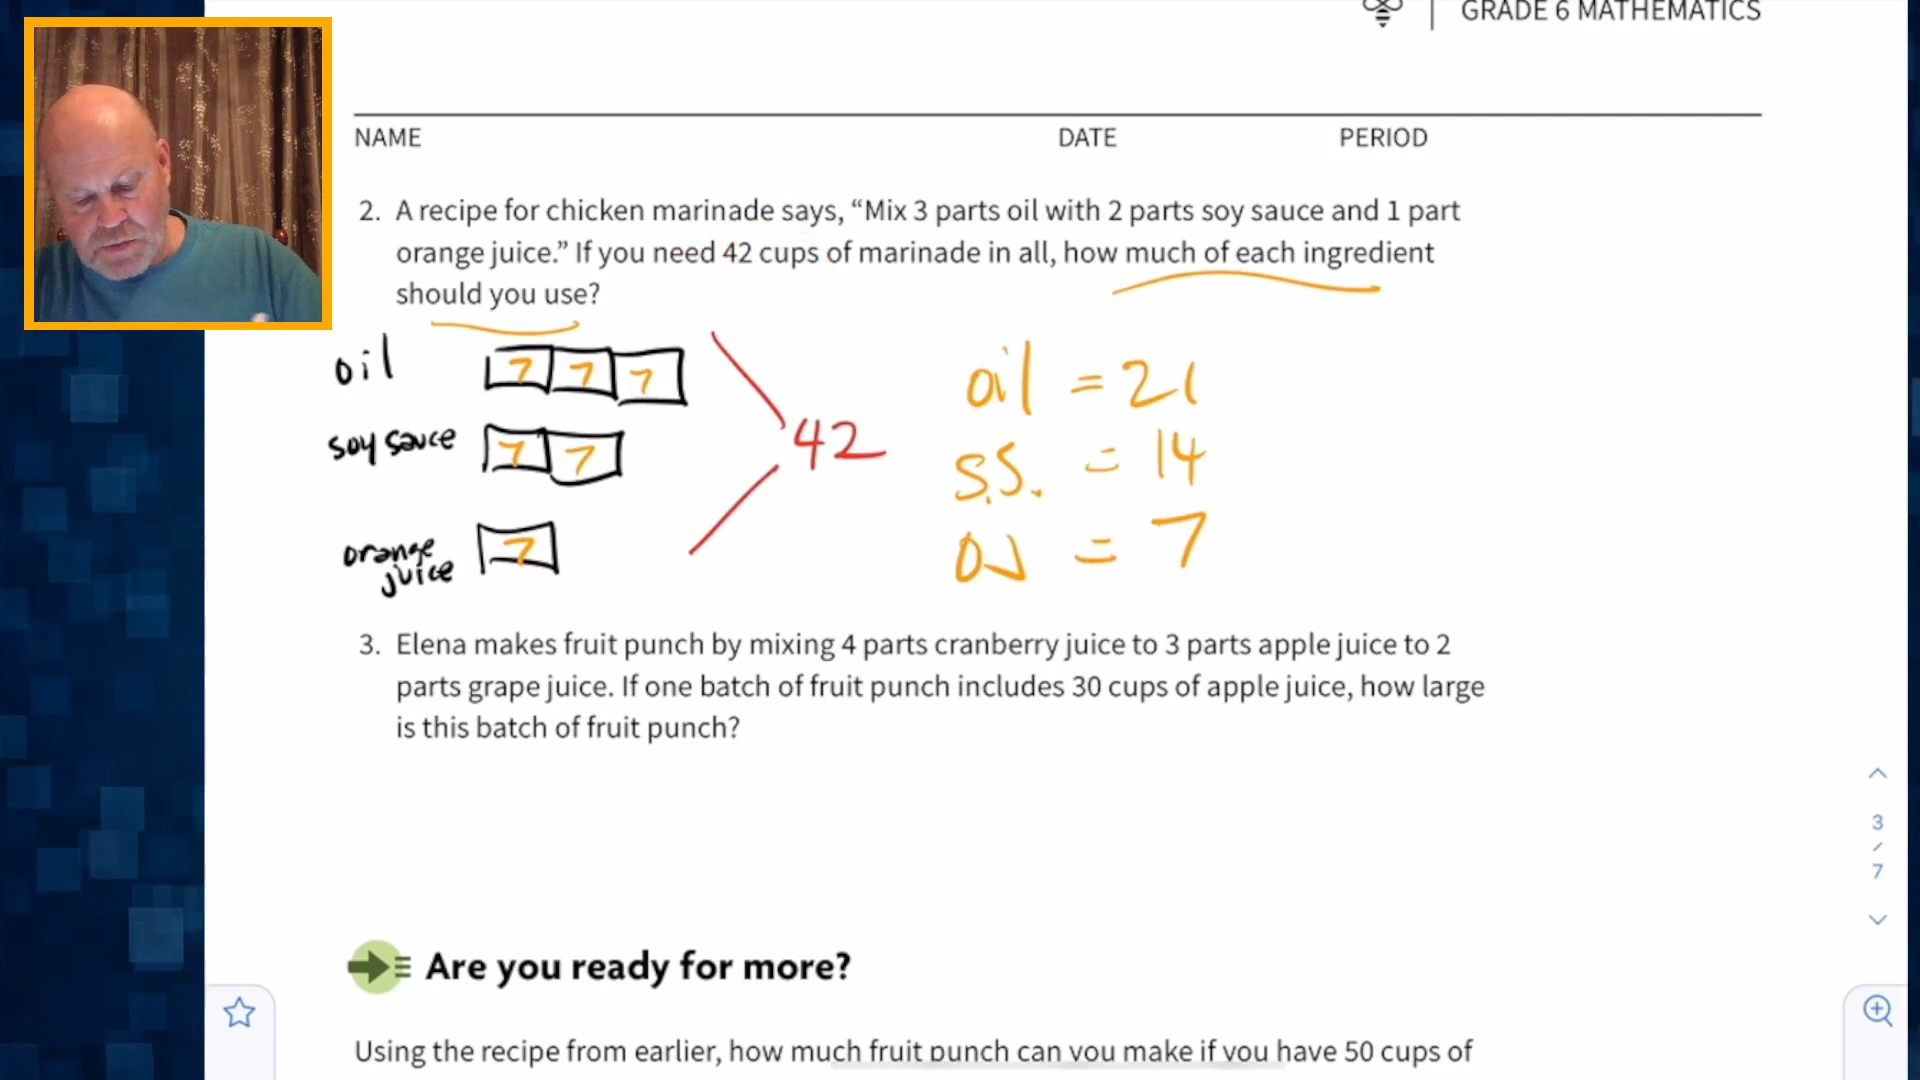 GRADE 6 MATHEMATICS
NAME DATE PERIOD
2. A recipe for chicken marinade says, “Mix 3 parts oil with 2 parts soy sauce and 1 part
orange juice.” If you need 42 cups of marinade in all, how much of each ingredient
should you use?
oil 7 7 7
soy sauce 7 7
orange
juice 7
42
oil = 21
S.S. = 14
OJ = 7
3. Elena makes fruit punch by mixing 4 parts cranberry juice to 3 parts apple juice to 2
parts grape juice. If one batch of fruit punch includes 30 cups of apple juice, how large
is this batch of fruit punch?
3
/
7
Are you ready for more?
Using the recipe from earlier, how much fruit punch can you make if you have 50 cups of